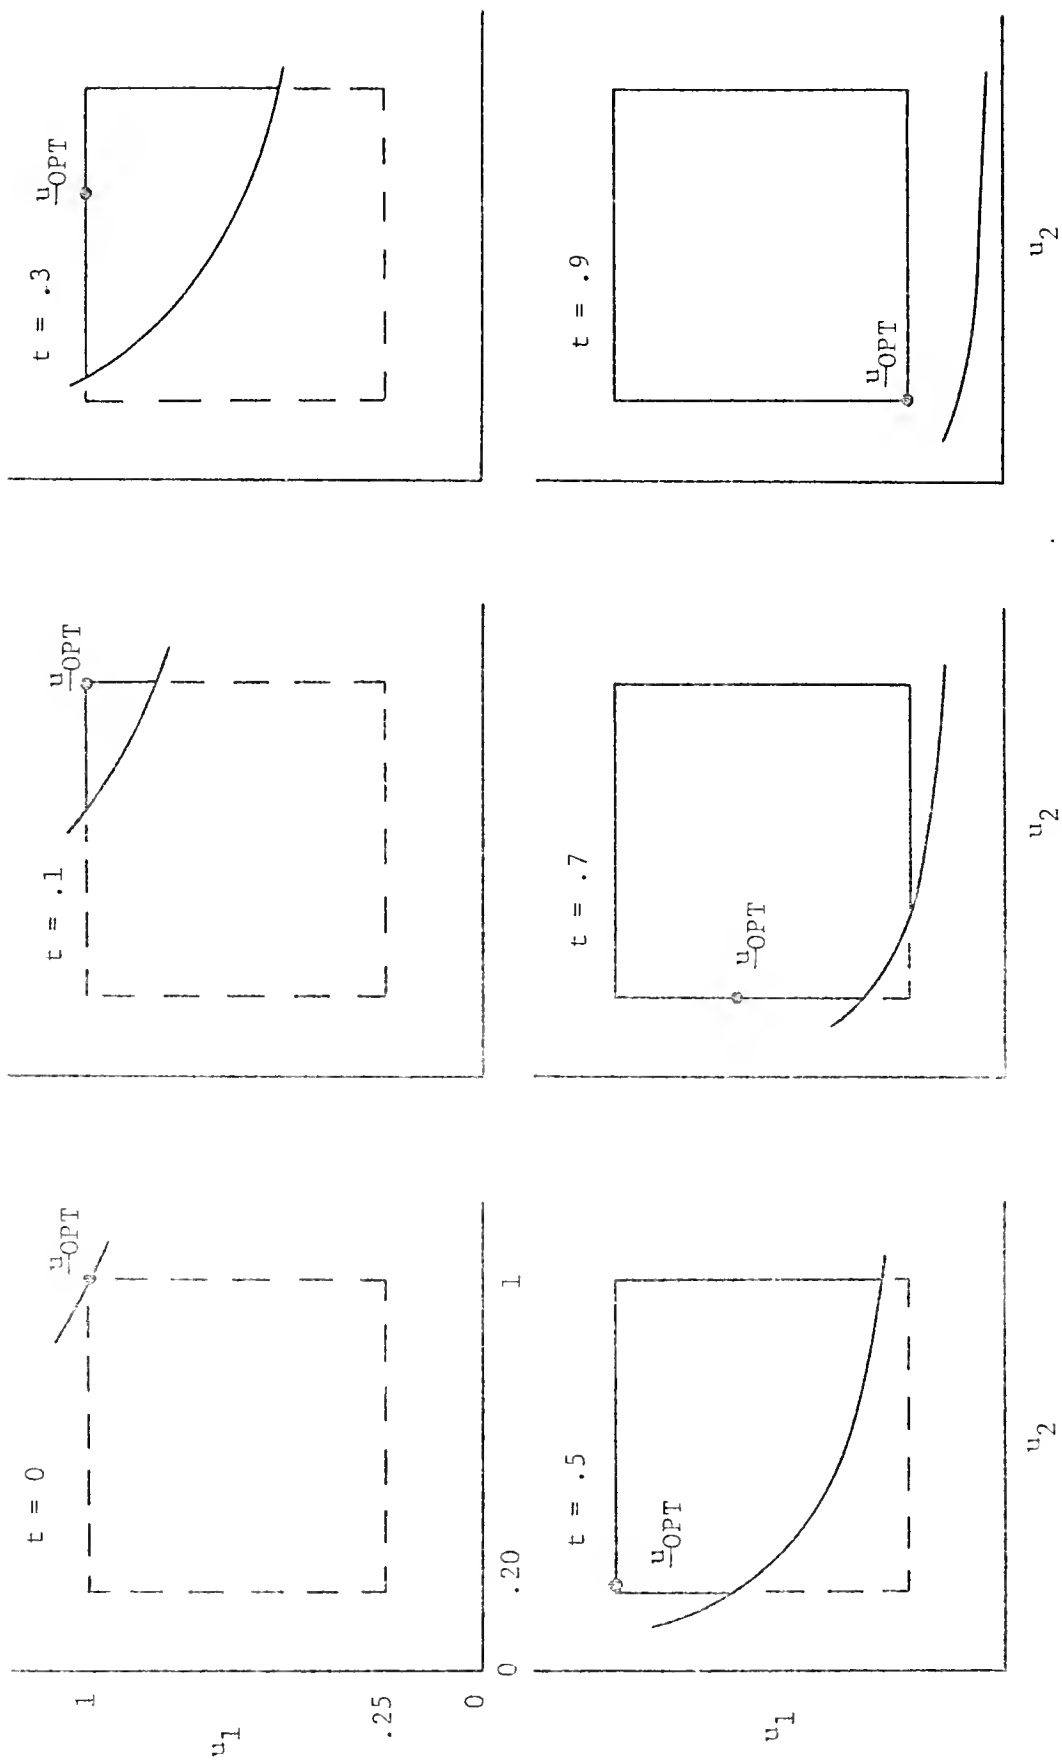 t = 0
t = .1
t = .3
u_OPT
u_OPT
u_OPT
u₁
1
.25
0
0
.20
1
t = .5
t = .7
t = .9
u_OPT
u_OPT
u_OPT
u₁
u₂
u₂
u₂